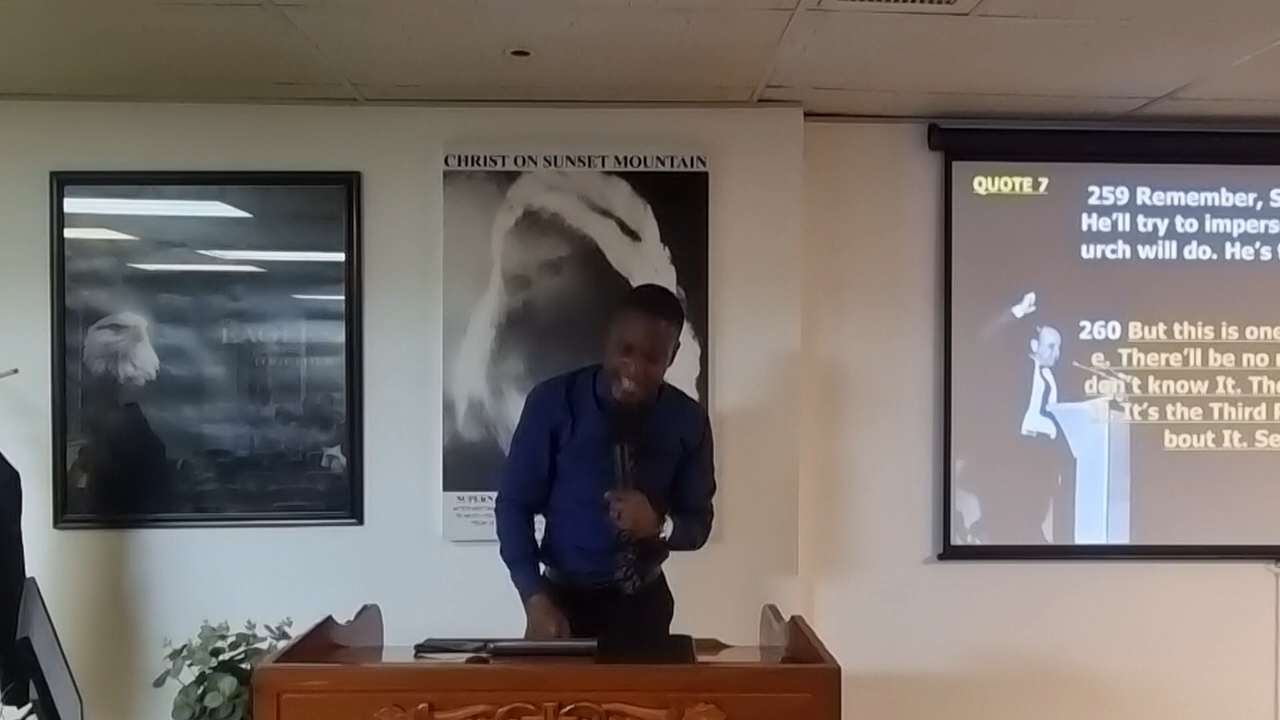 CHRIST ON SUNSET MOUNTAIN
QUOTE 7
259 Remember, S
He'll try to impers
urch will do. He's
260 But this is one
e. There'll be no
don't know It. Th
It's the Third
bout It. Se